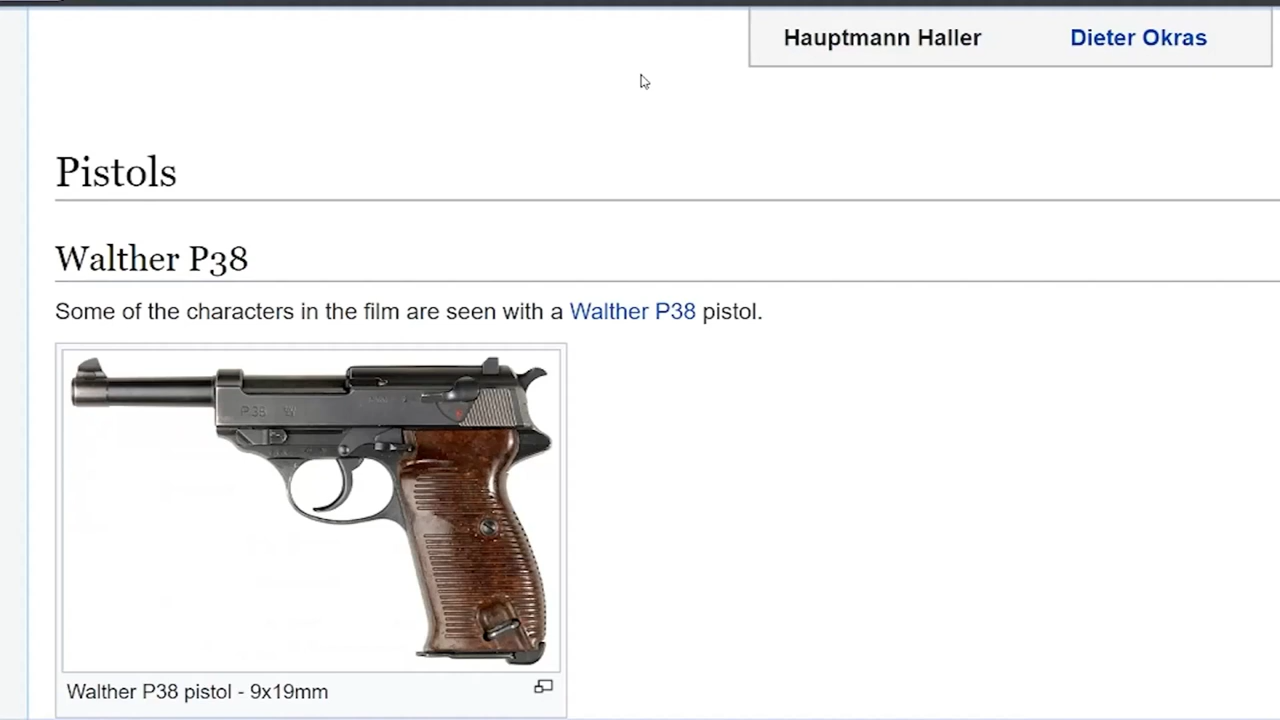 Hauptmann Haller Dieter Okras
Pistols
Walther P38
Some of the characters in the film are seen with a Walther P38 pistol.
P.38 W
Walther P38 pistol - 9x19mm